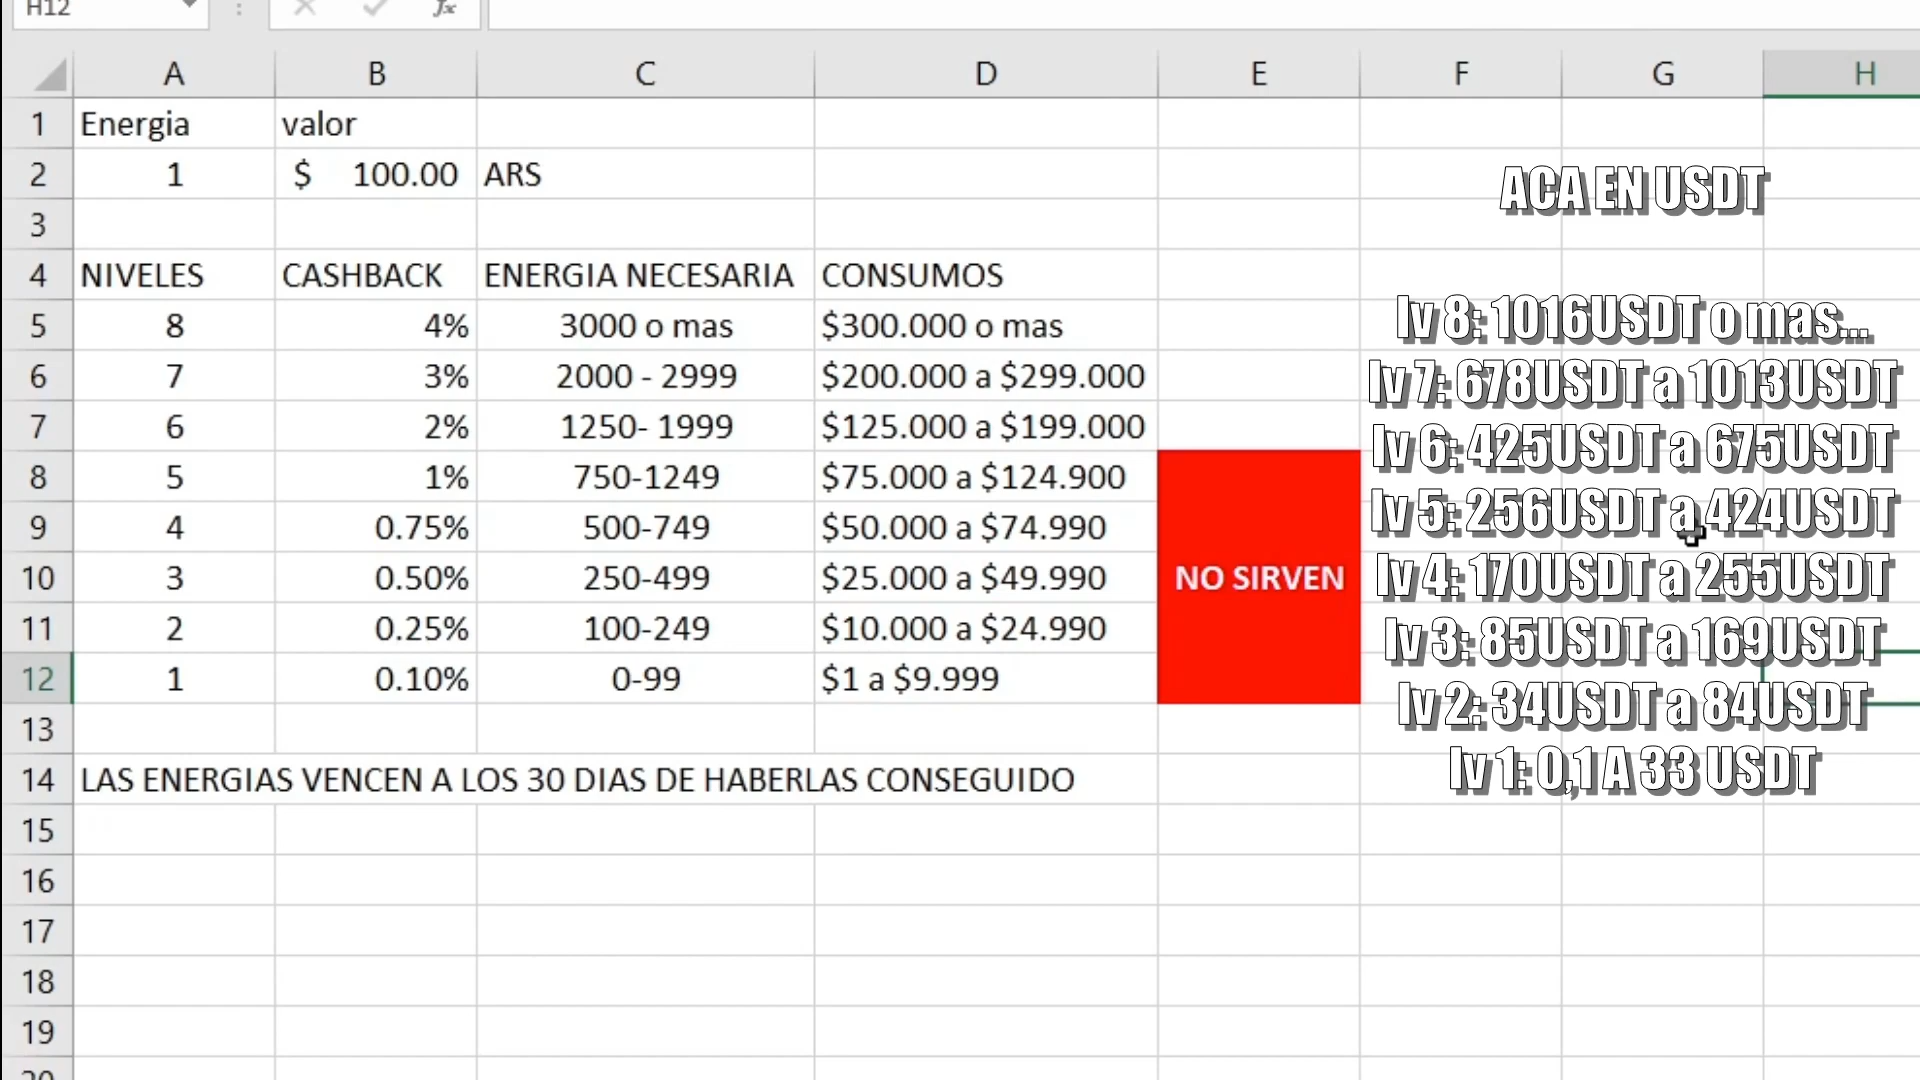 H12 fx
A B C D E F G H
1 Energia valor
2 1 $ 100.00 ARS
3
4 NIVELES CASHBACK ENERGIA NECESARIA CONSUMOS
5 8 4% 3000 o mas $300.000 o mas
6 7 3% 2000 - 2999 $200.000 a $299.000
7 6 2% 1250- 1999 $125.000 a $199.000
8 5 1% 750-1249 $75.000 a $124.900
9 4 0.75% 500-749 $50.000 a $74.990
10 3 0.50% 250-499 $25.000 a $49.990
11 2 0.25% 100-249 $10.000 a $24.990
12 1 0.10% 0-99 $1 a $9.999
NO SIRVEN
13
14 LAS ENERGIAS VENCEN A LOS 30 DIAS DE HABERLAS CONSEGUIDO
15
16
17
18
19
20
ACA EN USDT
lv 8: 1016USDT o mas...
lv 7: 678USDT a 1013USDT
lv 6: 425USDT a 675USDT
lv 5: 256USDT a 424USDT
lv 4: 170USDT a 255USDT
lv 3: 85USDT a 169USDT
lv 2: 34USDT a 84USDT
lv 1: 0,1 A 33 USDT